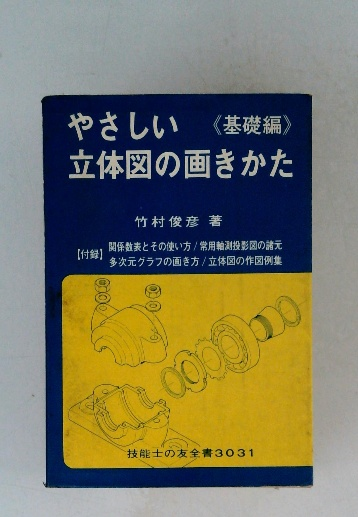 やさしい 《基礎編》
立体図の画きかた
竹村俊彦 著
【付録】 関係数表とその使い方/常用軸測投影図の諸元
多次元グラフの画き方/立体図の作図例集
技能士の友全書3031